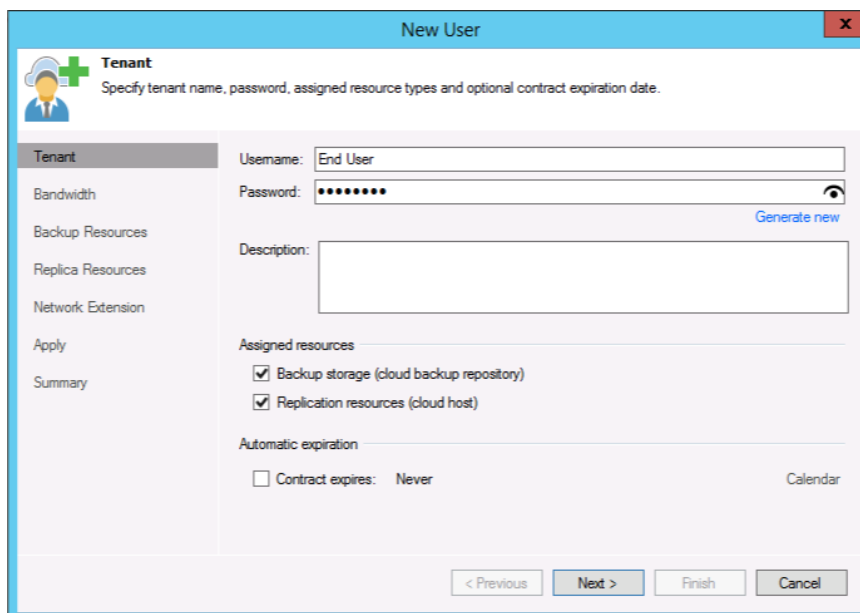 New User
x
Tenant
Specify tenant name, password, assigned resource types and optional contract expiration date.
Tenant
Bandwidth
Backup Resources
Replica Resources
Network Extension
Apply
Summary
Username: End User
Password: ••••••••
Generate new
Description:
Assigned resources
Backup storage (cloud backup repository)
Replication resources (cloud host)
Automatic expiration
Contract expires: Never Calendar
< Previous Next > Finish Cancel